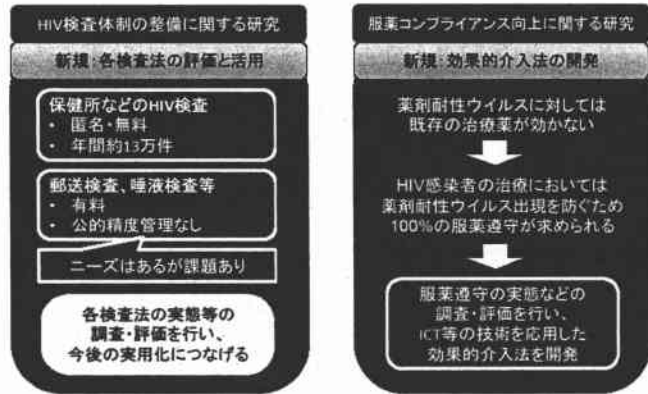 HIV検査体制の整備に関する研究
新規:各検査法の評価と活用
保健所などのHIV検査
・ 匿名・無料
・ 年間約13万件
郵送検査、唾液検査等
・ 有料
・ 公的精度管理なし
ニーズはあるが課題あり
各検査法の実態等の
調査・評価を行い、
今後の実用化につなげる
服薬コンプライアンス向上に関する研究
新規:効果的介入法の開発
薬剤耐性ウイルスに対しては
既存の治療薬が効かない
HIV感染者の治療においては
薬剤耐性ウイルス出現を防ぐため
100%の服薬遵守が求められる
服薬遵守の実態などの
調査・評価を行い、
ICT等の技術を応用した
効果的介入法を開発